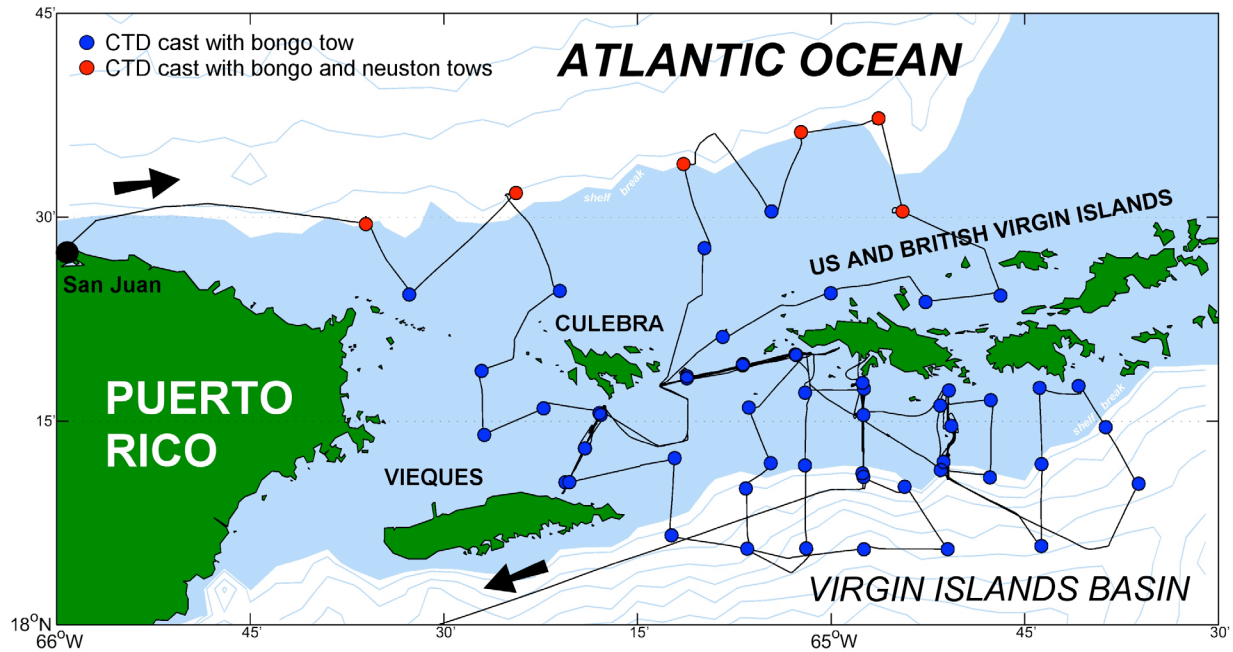 45'
CTD cast with bongo tow
CTD cast with bongo and neuston tows
ATLANTIC OCEAN
shelf break
30'
US AND BRITISH VIRGIN ISLANDS
San Juan
CULEBRA
PUERTO
RICO
15'
shelf break
VIEQUES
VIRGIN ISLANDS BASIN
18°N
66°W
45'
30'
15'
65°W
45'
30'